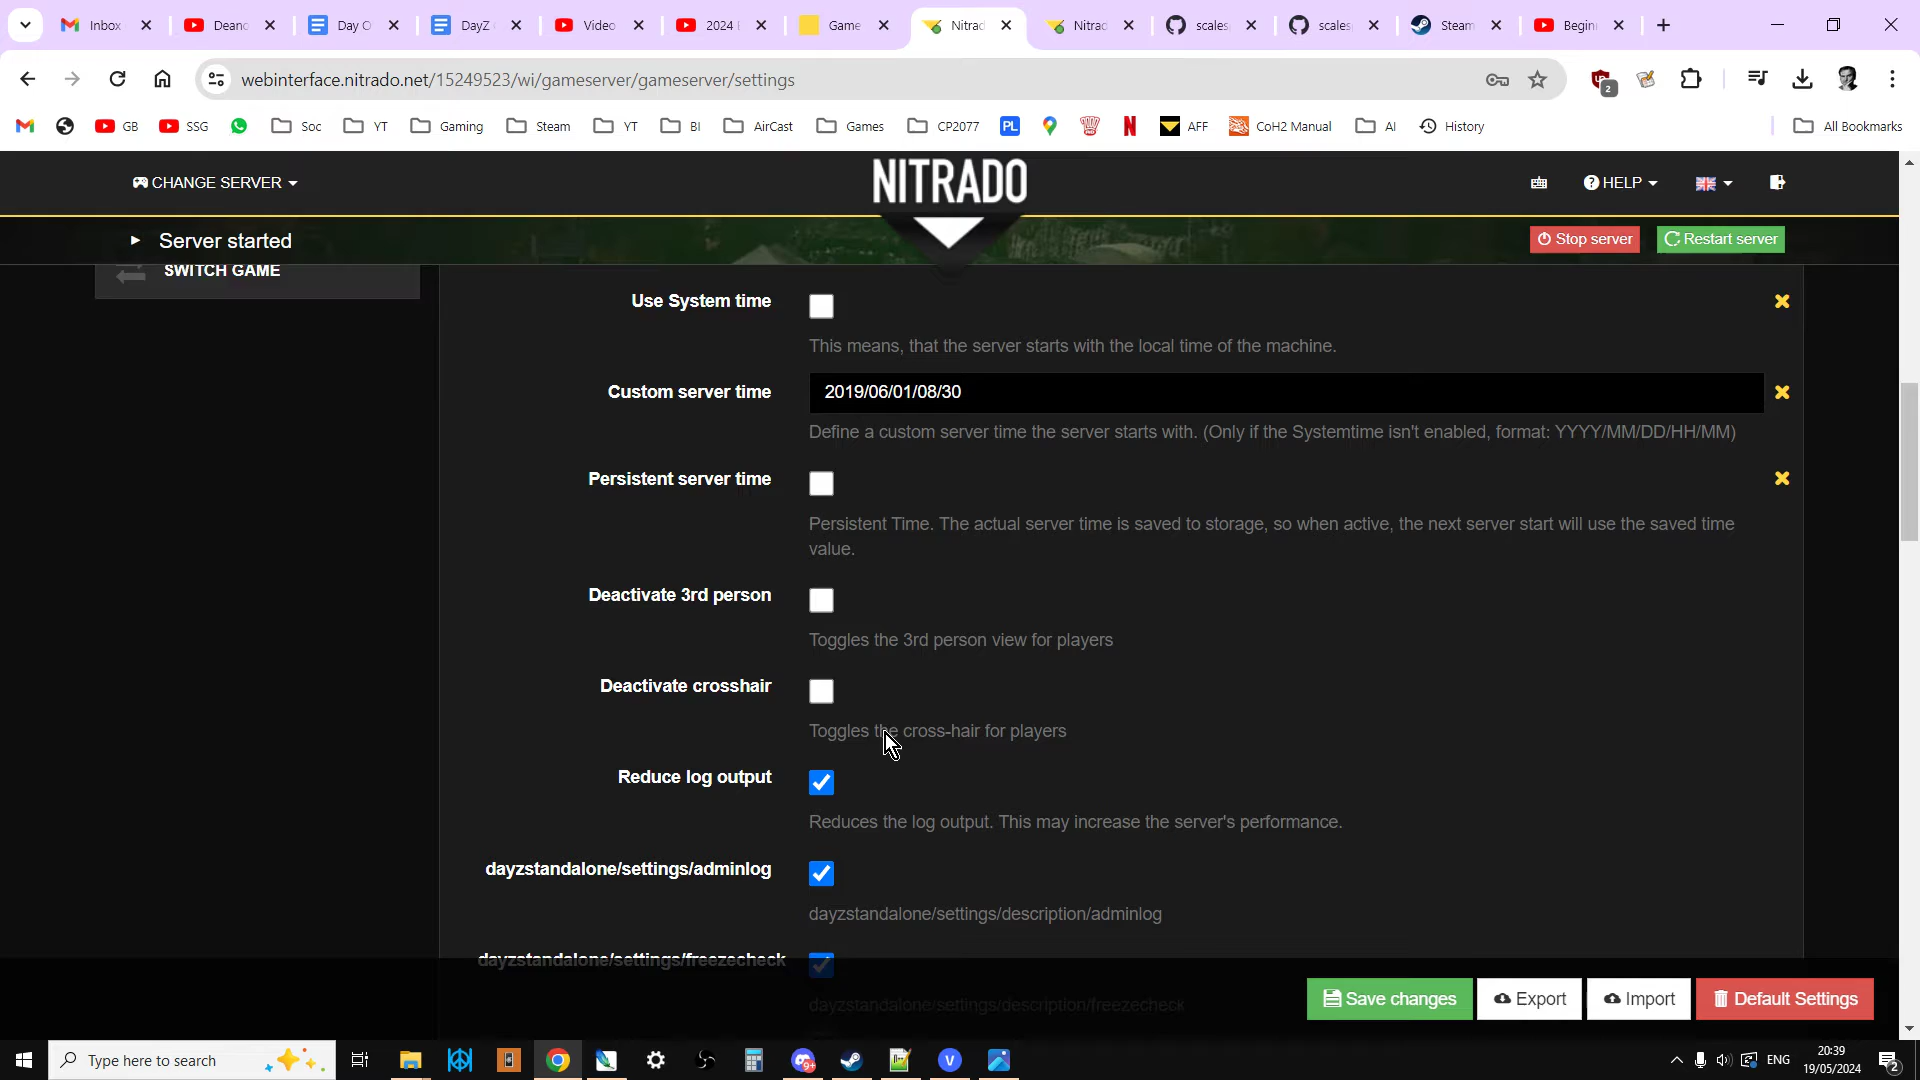 Inbox
Deano
Day O
DayZ
Video
2024
Game
Nitrad
Nitrad
scales
scales
Steam
Begin
webinterface.nitrado.net/15249523/wi/gameserver/gameserver/settings
2
GB
SSG
Soc
YT
Gaming
Steam
YT
BI
AirCast
Games
CP2077
PL
AFF
CoH2 Manual
AI
History
All Bookmarks
CHANGE SERVER
NITRADO
HELP
Server started
Stop server
Restart server
SWITCH GAME
Use System time
This means, that the server starts with the local time of the machine.
Custom server time
2019/06/01/08/30
Define a custom server time the server starts with. (Only if the Systemtime isn't enabled, format: YYYY/MM/DD/HH/MM)
Persistent server time
Persistent Time. The actual server time is saved to storage, so when active, the next server start will use the saved time
value.
Deactivate 3rd person
Toggles the 3rd person view for players
Deactivate crosshair
Toggles the cross-hair for players
Reduce log output
Reduces the log output. This may increase the server's performance.
dayzstandalone/settings/adminlog
dayzstandalone/settings/description/adminlog
dayzstandalone/settings/freezecheck
dayzstandalone/settings/description/freezecheck
Save changes
Export
Import
Default Settings
Type here to search
ENG
20:39
19/05/2024
2